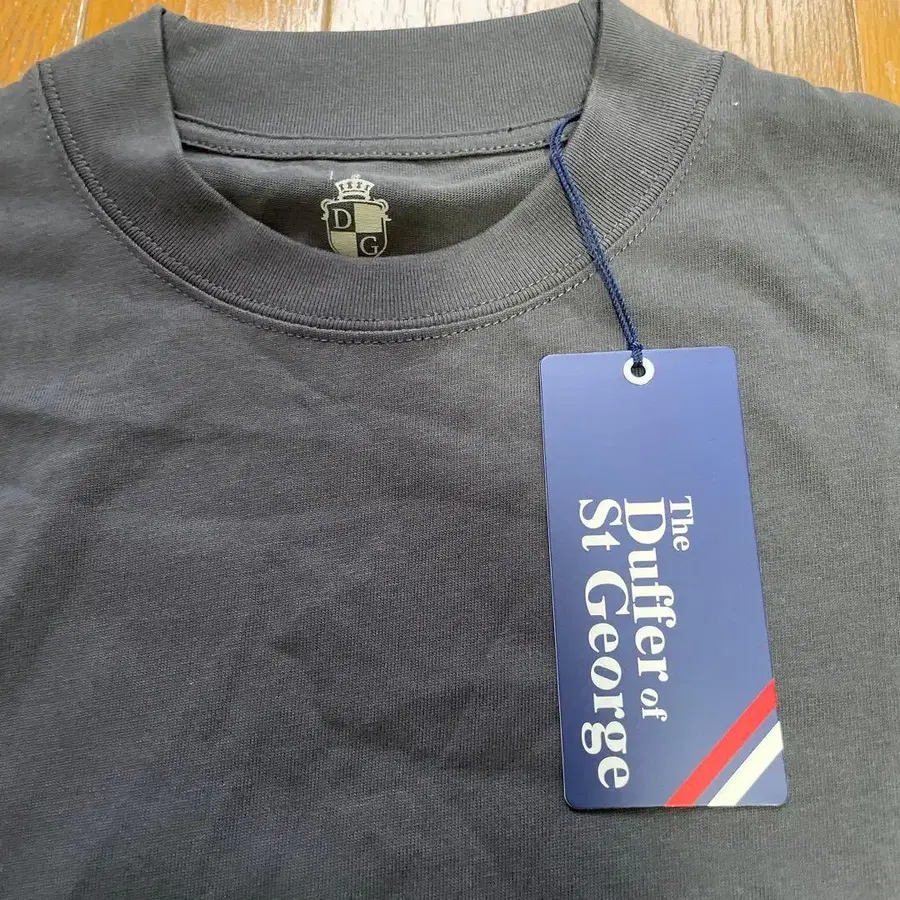 D
G
The
Duffer of
St George